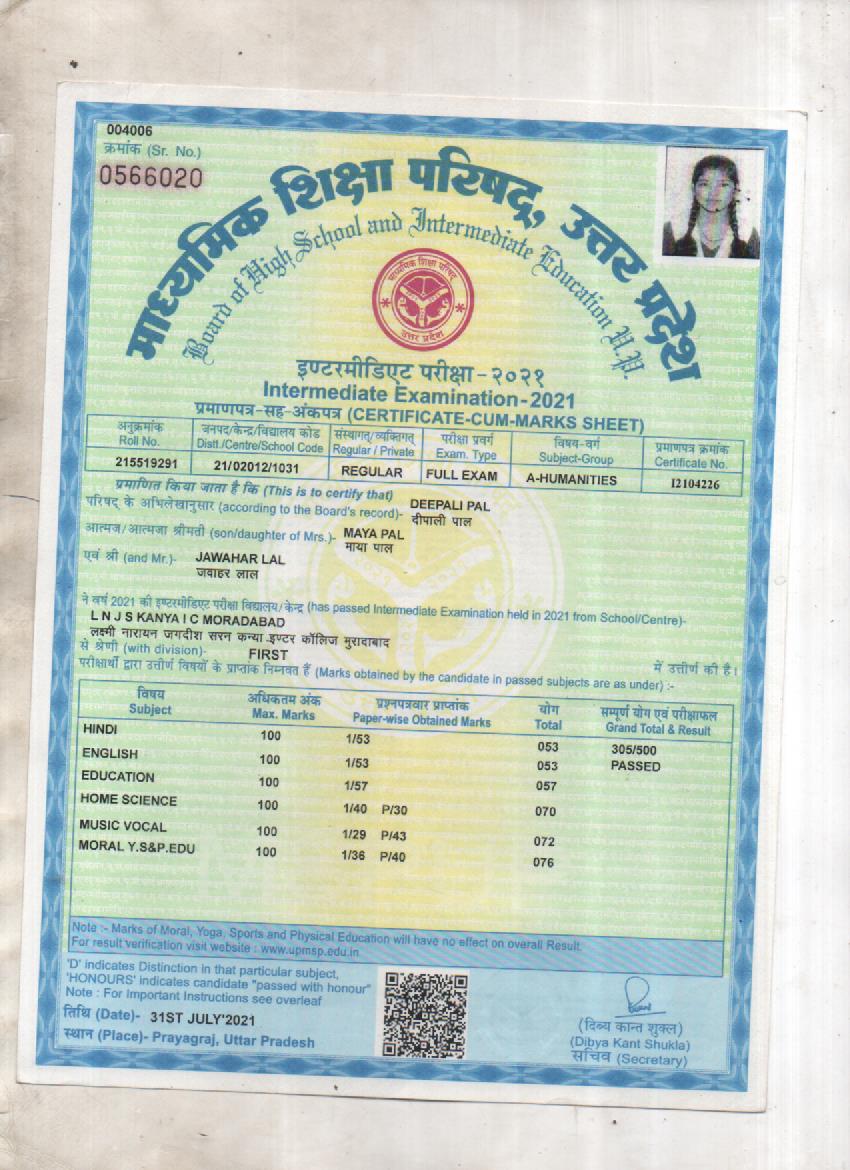 004006
क्रमांक (Sr. No.)
0566020
माध्यमिक शिक्षा परिषद्, उत्तर प्रदेश
Board of High School and Intermediate Education U.P.
माध्यमिक शिक्षा परिषद्
उत्तर प्रदेश
इण्टरमीडिएट परीक्षा-२०२१
Intermediate Examination-2021
प्रमाणपत्र-सह-अंकपत्र (CERTIFICATE-CUM-MARKS SHEET)
अनुक्रमांक जनपद/केन्द्र/विद्यालय कोड संस्थागत्/व्यक्तिगत् परीक्षा प्रवर्ग विषय-वर्ग प्रमाणपत्र क्रमांक
Roll No. Distt./Centre/School Code Regular / Private Exam. Type Subject-Group Certificate No.
215519291 21/02012/1031 REGULAR FULL EXAM A-HUMANITIES I2104226
प्रमाणित किया जाता है कि (This is to certify that)
परिषद् के अभिलेखानुसार (according to the Board's record)- DEEPALI PAL
दीपाली पाल
आत्मज/आत्मजा श्रीमती (son/daughter of Mrs.)- MAYA PAL
माया पाल
एवं श्री (and Mr.)- JAWAHAR LAL
जवाहर लाल
ने वर्ष 2021 की इण्टरमीडिएट परीक्षा विद्यालय/केन्द्र (has passed Intermediate Examination held in 2021 from School/Centre)-
L N J S KANYA I C MORADABAD
लक्ष्मी नारायन जगदीश सरन कन्या इण्टर कॉलिज मुरादाबाद
से श्रेणी (with division)- FIRST में उत्तीर्ण की है।
परीक्षार्थी द्वारा उत्तीर्ण विषयों के प्राप्तांक निम्नवत हैं (Marks obtained by the candidate in passed subjects are as under) :-
विषय अधिकतम अंक प्रश्नपत्रवार प्राप्तांक योग सम्पूर्ण योग एवं परीक्षाफल
Subject Max. Marks Paper-wise Obtained Marks Total Grand Total & Result
HINDI 100 1/53 053 305/500
ENGLISH 100 1/53 053 PASSED
EDUCATION 100 1/57 057
HOME SCIENCE 100 1/40 P/30 070
MUSIC VOCAL 100 1/29 P/43 072
MORAL Y.S&P.EDU 100 1/36 P/40 076
Note :- Marks of Moral, Yoga, Sports and Physical Education will have no effect on overall Result.
For result verification visit website : www.upmsp.edu.in
'D' indicates Distinction in that particular subject,
'HONOURS' indicates candidate "passed with honour"
Note : For Important Instructions see overleaf
तिथि (Date)- 31ST JULY'2021
स्थान (Place)- Prayagraj, Uttar Pradesh
(दिब्य कान्त शुक्ल)
(Dibya Kant Shukla)
सचिव (Secretary)